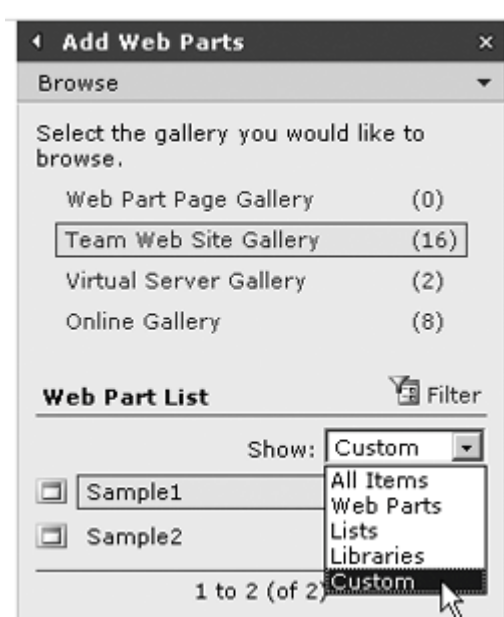 Add Web Parts ×
Browse
Select the gallery you would like to
browse.
Web Part Page Gallery (0)
Team Web Site Gallery (16)
Virtual Server Gallery (2)
Online Gallery (8)
Web Part List Filter
Show: Custom
Sample1
Sample2
All Items
Web Parts
Lists
Libraries
Custom
1 to 2 (of 2)